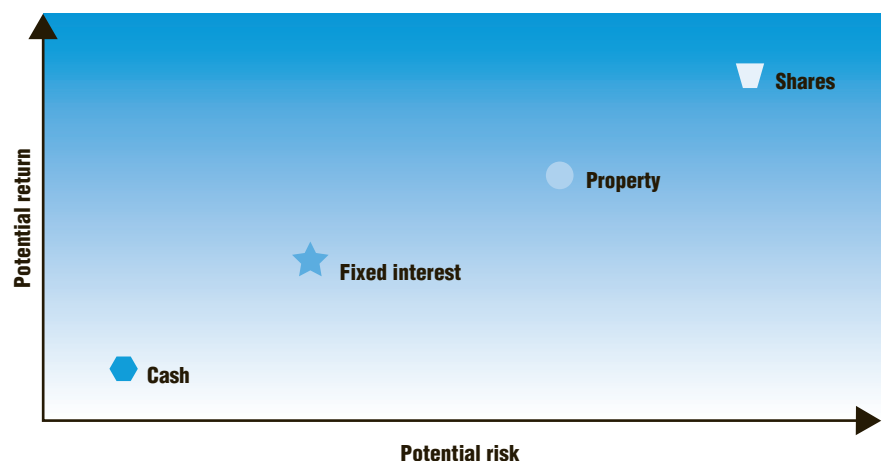 Shares
Property
Potential return
Fixed interest
Cash
Potential risk